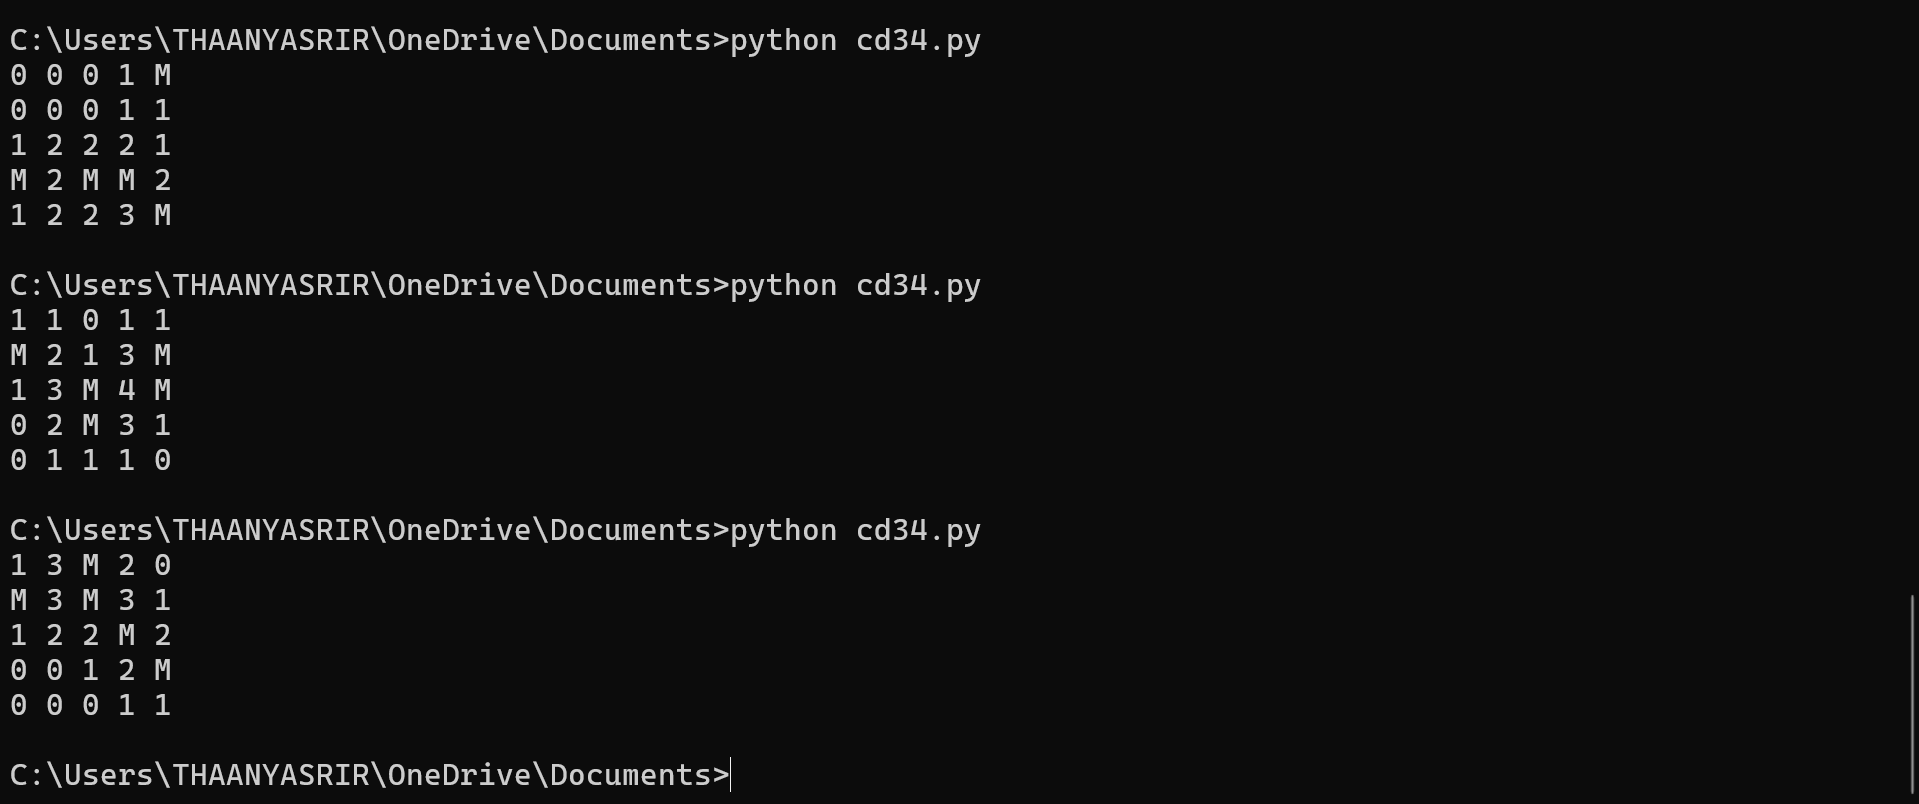 C:\Users\THAANYASRIR\OneDrive\Documents>python cd34.py
0 0 0 1 M
0 0 0 1 1
1 2 2 2 1
M 2 M M 2
1 2 2 3 M
C:\Users\THAANYASRIR\OneDrive\Documents>python cd34.py
1 1 0 1 1
M 2 1 3 M
1 3 M 4 M
0 2 M 3 1
0 1 1 1 0
C:\Users\THAANYASRIR\OneDrive\Documents>python cd34.py
1 3 M 2 0
M 3 M 3 1
1 2 2 M 2
0 0 1 2 M
0 0 0 1 1
C:\Users\THAANYASRIR\OneDrive\Documents>